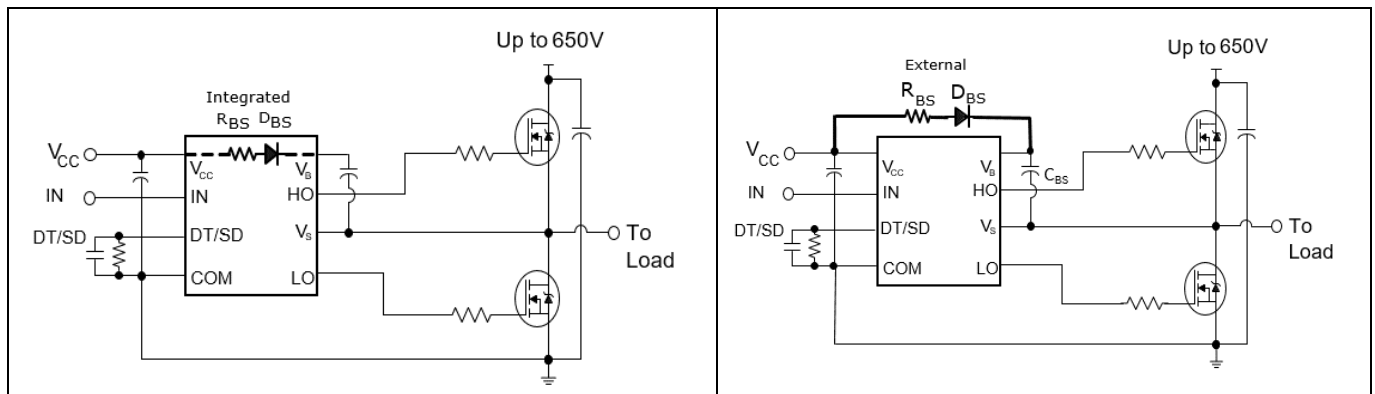 Up to 650V
Integrated
RBS DBS
VCC
VCC
VB
IN
IN
HO
DT/SD
DT/SD
VS
To
Load
COM
LO
Up to 650V
External
RBS DBS
VCC
VCC
VB
CBS
IN
IN
HO
DT/SD
DT/SD
VS
To
Load
COM
LO